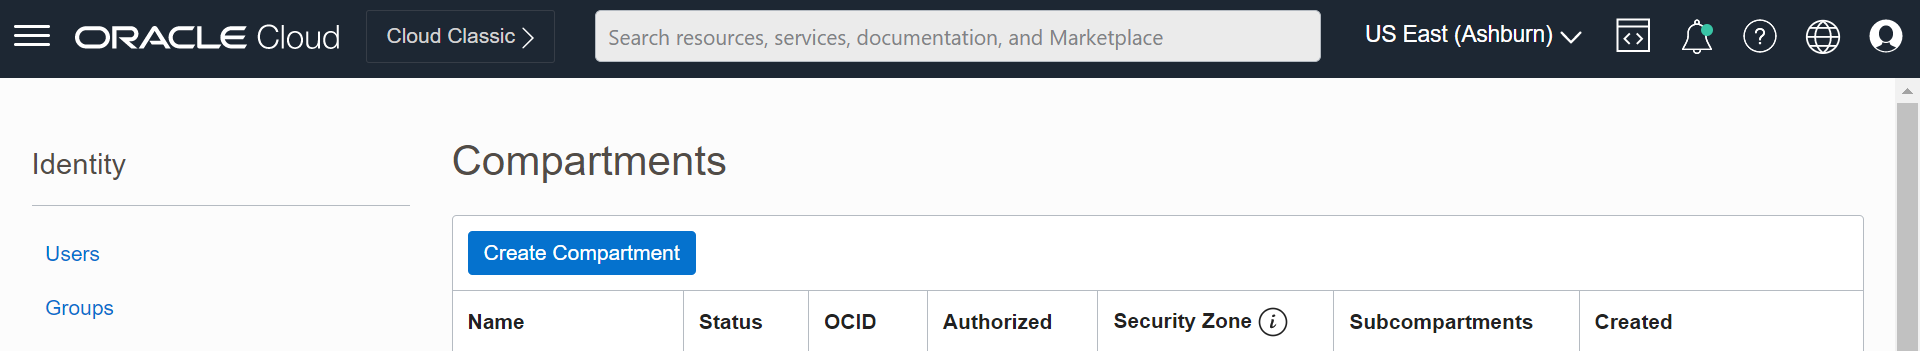 ORACLE Cloud
Cloud Classic
Search resources, services, documentation, and Marketplace
US East (Ashburn)
Identity
Users
Groups
Compartments
Create Compartment
Name Status OCID Authorized Security Zone i Subcompartments Created